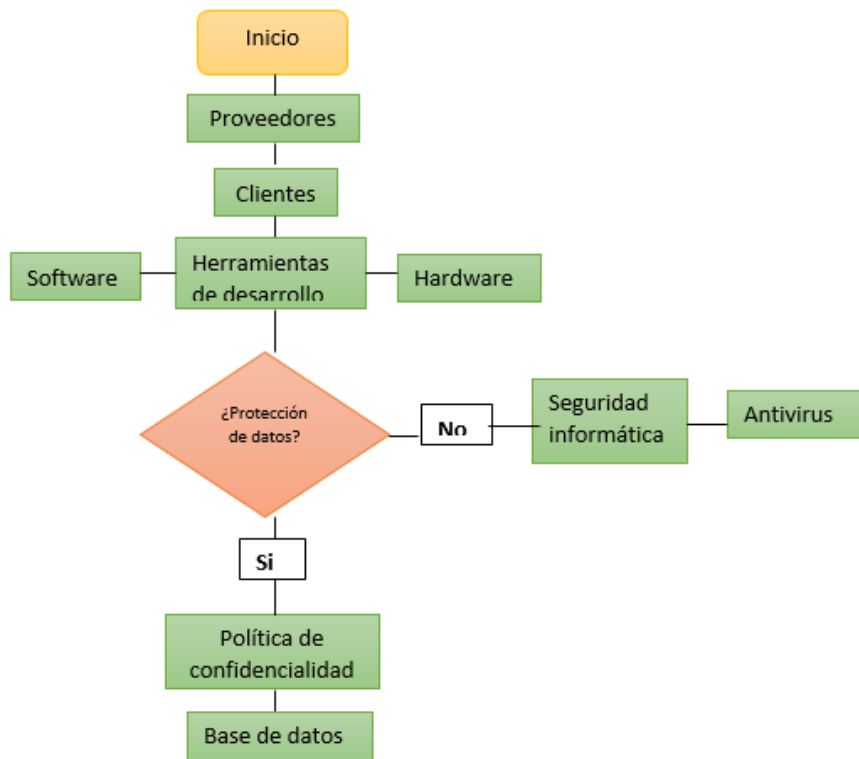 Inicio
Proveedores
Clientes
Software
Herramientas
de desarrollo
Hardware
¿Protección
de datos?
No
Seguridad
informática
Antivirus
Si
Política de
confidencialidad
Base de datos